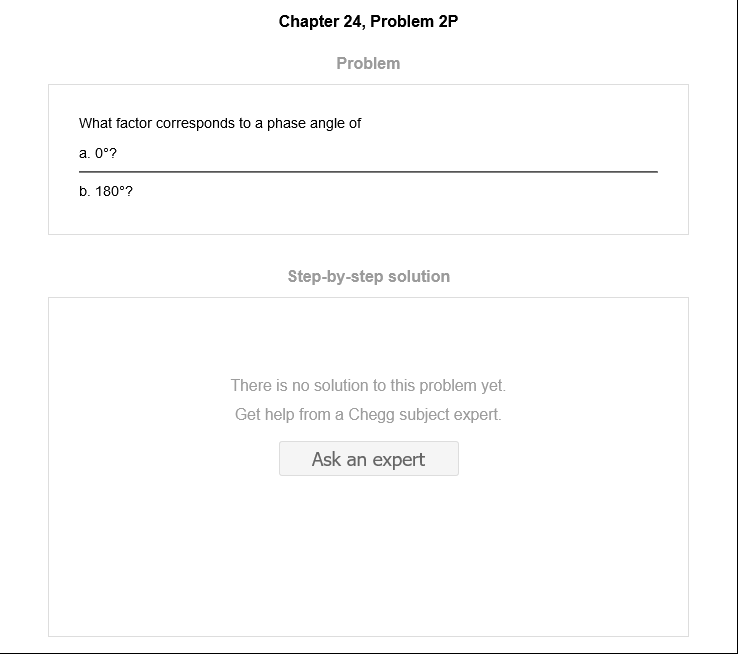 Chapter 24, Problem 2P
Problem
What factor corresponds to a phase angle of
a. 0°?
b. 180°?
Step-by-step solution
There is no solution to this problem yet.
Get help from a Chegg subject expert.
Ask an expert